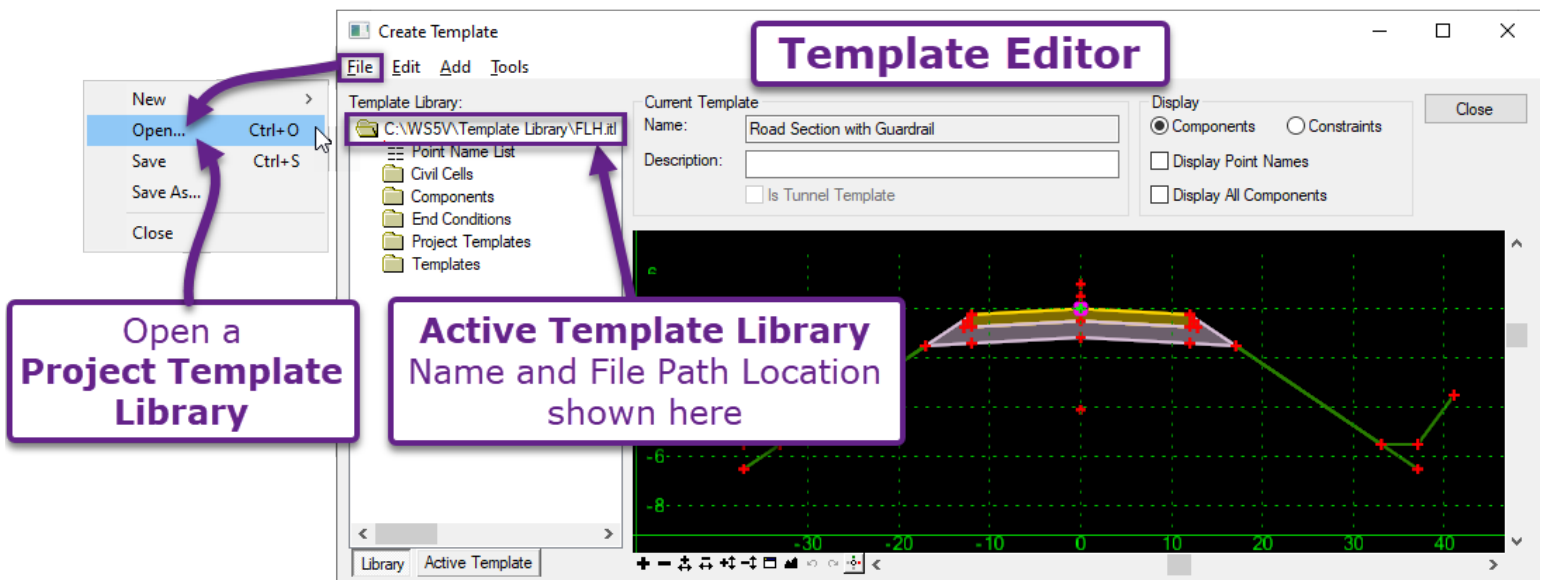 Create Template
Template Editor
File Edit Add Tools
New >
Open... Ctrl+O
Save Ctrl+S
Save As...
Close
Template Library:
C:\WS5V\Template Library\FLH.itl
Point Name List
Civil Cells
Components
End Conditions
Project Templates
Templates
Current Template
Name: Road Section with Guardrail
Description:
Is Tunnel Template
Display
Components Constraints
Display Point Names
Display All Components
Close
Open a
Project Template
Library
Active Template Library
Name and File Path Location
shown here
-6
-8
-30 -20 -10 0 10 20 30 40
Library Active Template